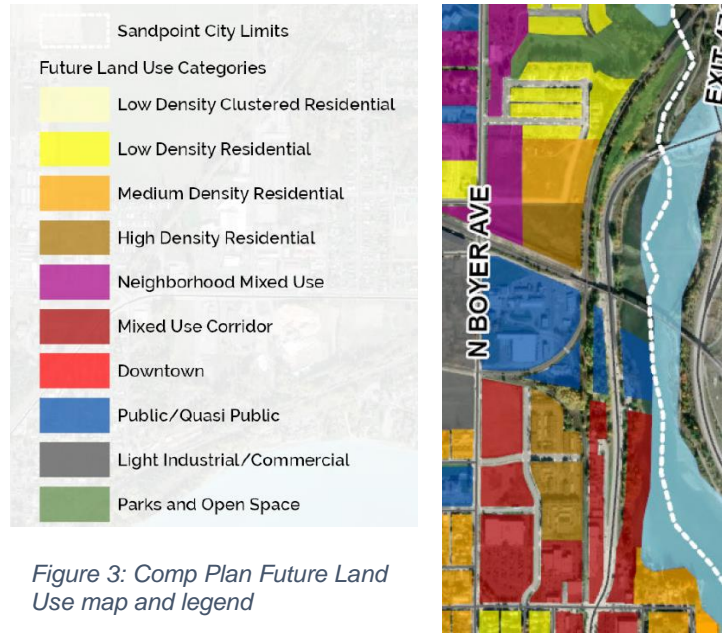 Sandpoint City Limits
Future Land Use Categories
Low Density Clustered Residential
Low Density Residential
Medium Density Residential
High Density Residential
Neighborhood Mixed Use
Mixed Use Corridor
Downtown
Public/Quasi Public
Light Industrial/Commercial
Parks and Open Space
Figure 3: Comp Plan Future Land
Use map and legend
N BOYER AVE
EXIT